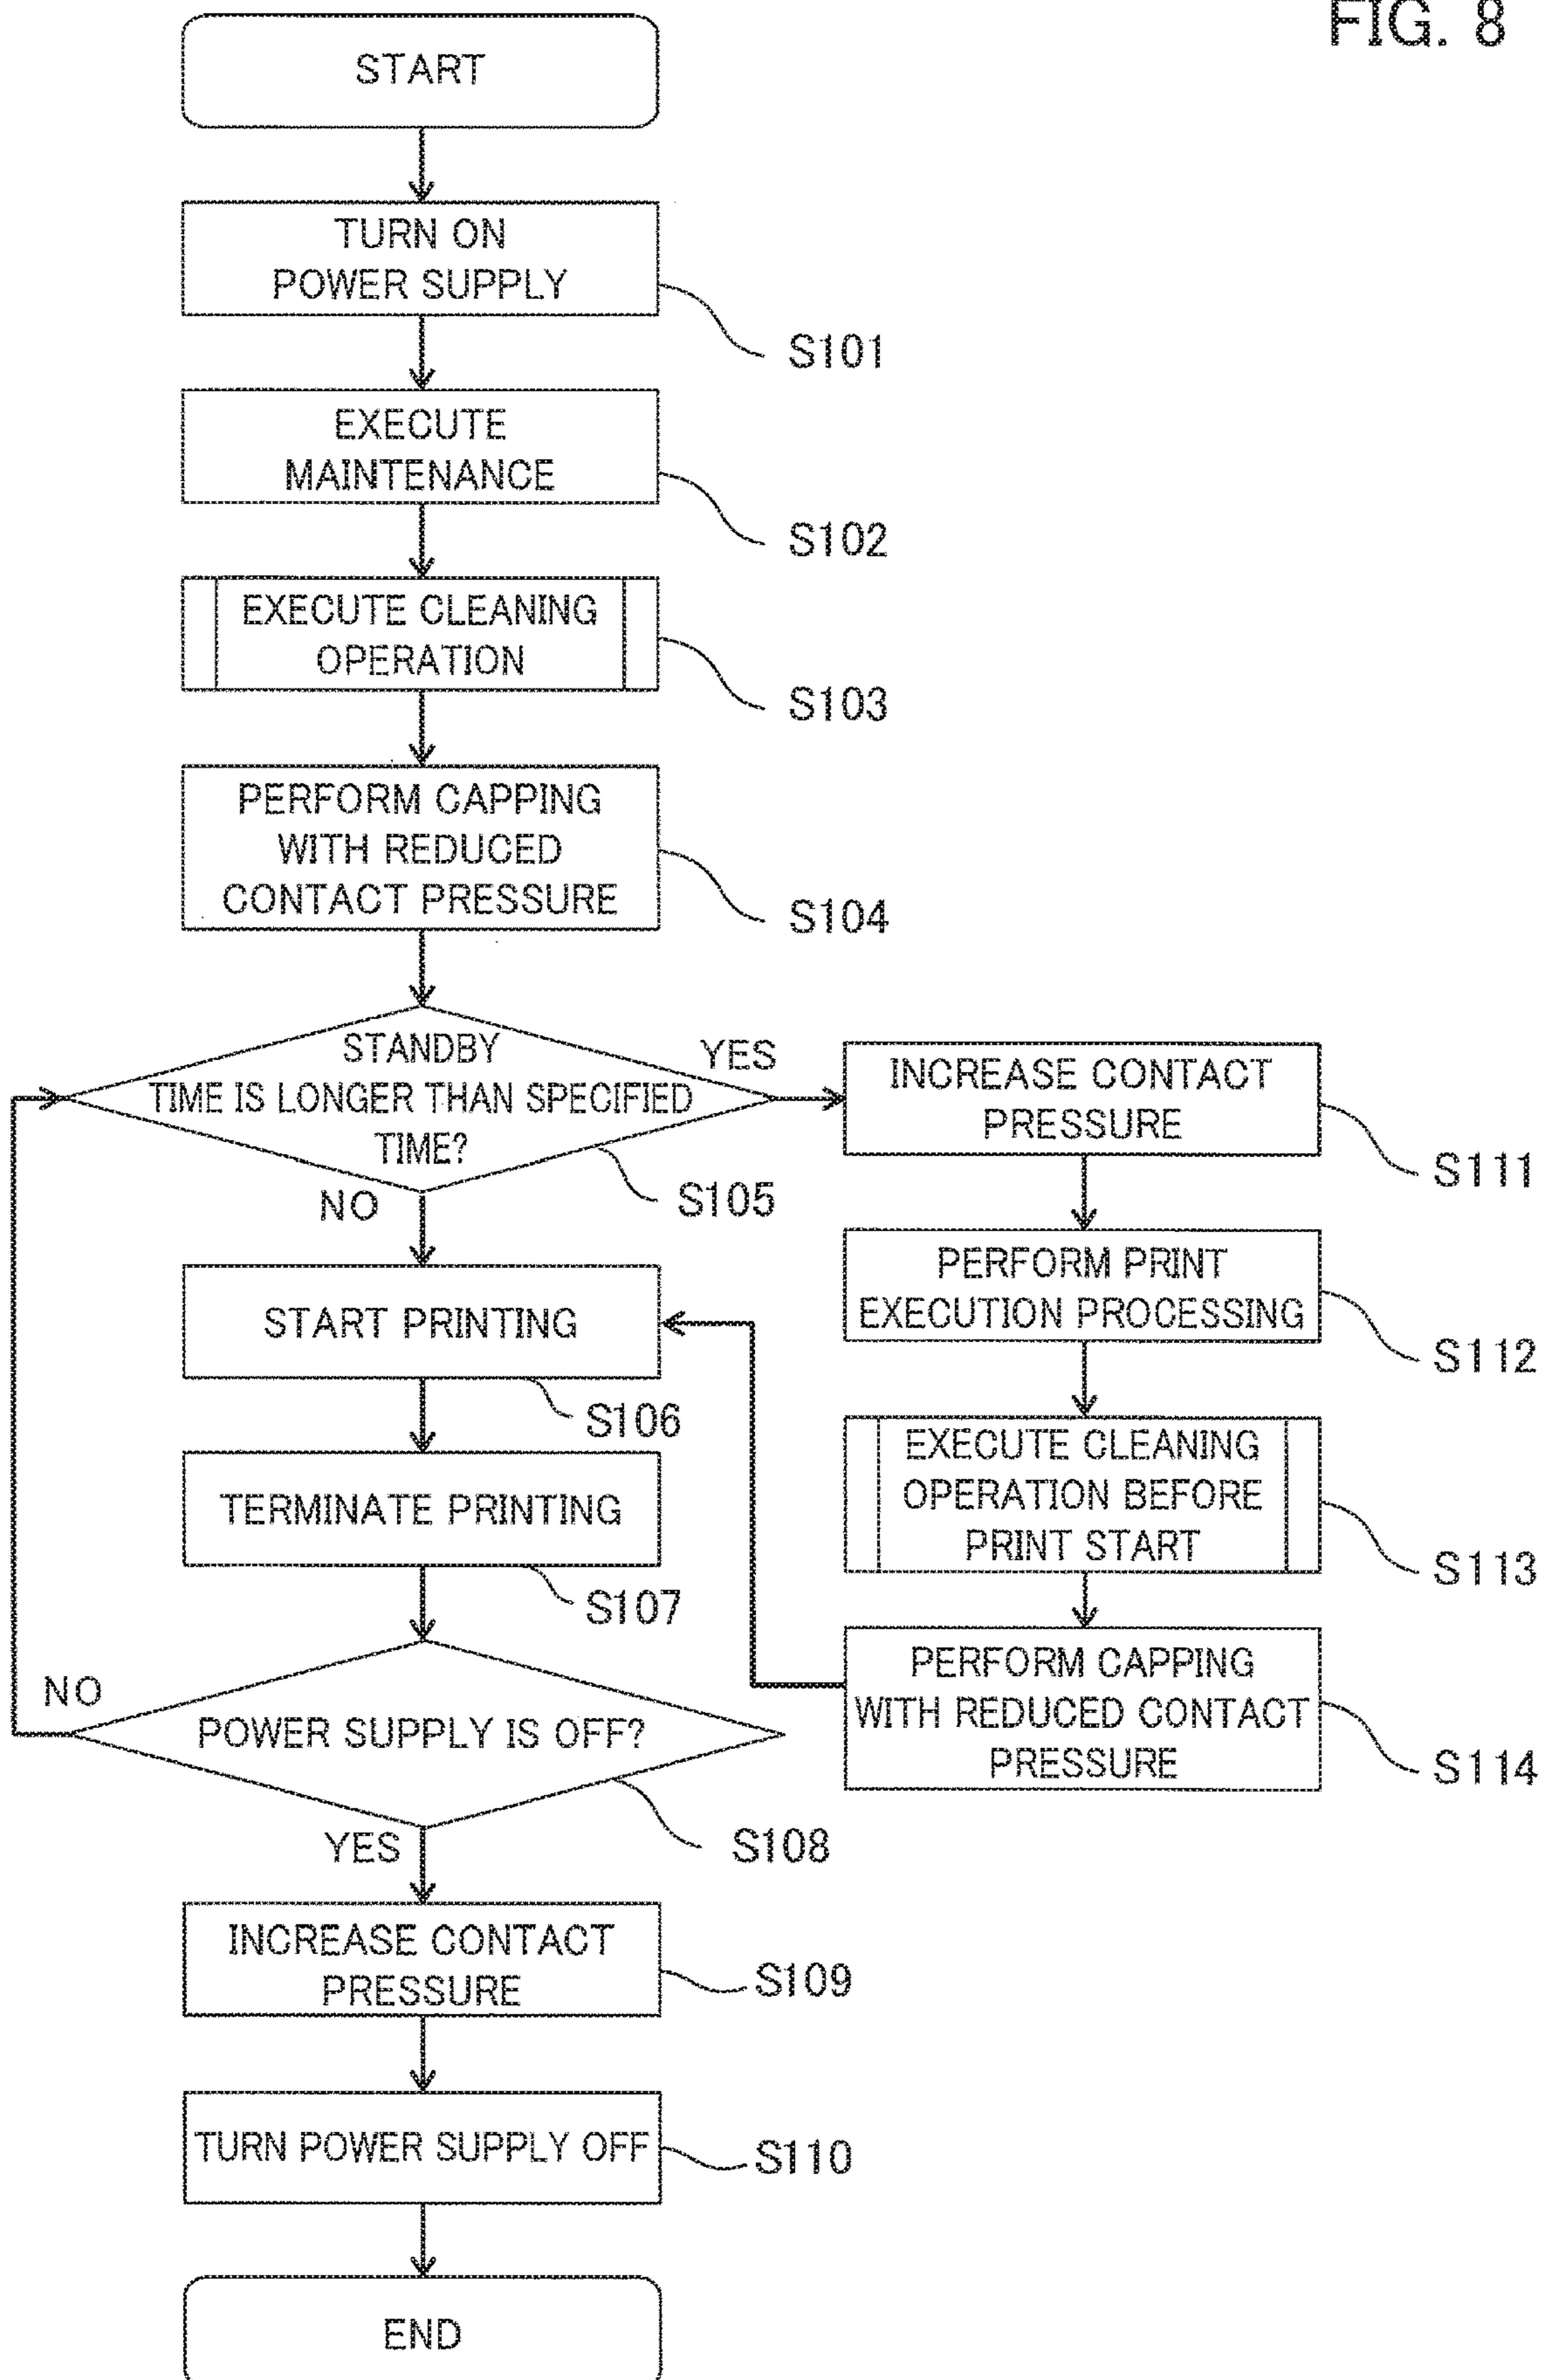 FIG. 8
START
TURN ON
POWER SUPPLY
S101
EXECUTE
MAINTENANCE
S102
EXECUTE CLEANING
OPERATION
S103
PERFORM CAPPING
WITH REDUCED
CONTACT PRESSURE
S104
STANDBY
TIME IS LONGER THAN SPECIFIED
TIME?
YES
NO
S105
START PRINTING
S106
TERMINATE PRINTING
S107
POWER SUPPLY IS OFF?
NO
YES
S108
INCREASE CONTACT
PRESSURE
S109
TURN POWER SUPPLY OFF
S110
END
INCREASE CONTACT
PRESSURE
S111
PERFORM PRINT
EXECUTION PROCESSING
S112
EXECUTE CLEANING
OPERATION BEFORE
PRINT START
S113
PERFORM CAPPING
WITH REDUCED CONTACT
PRESSURE
S114